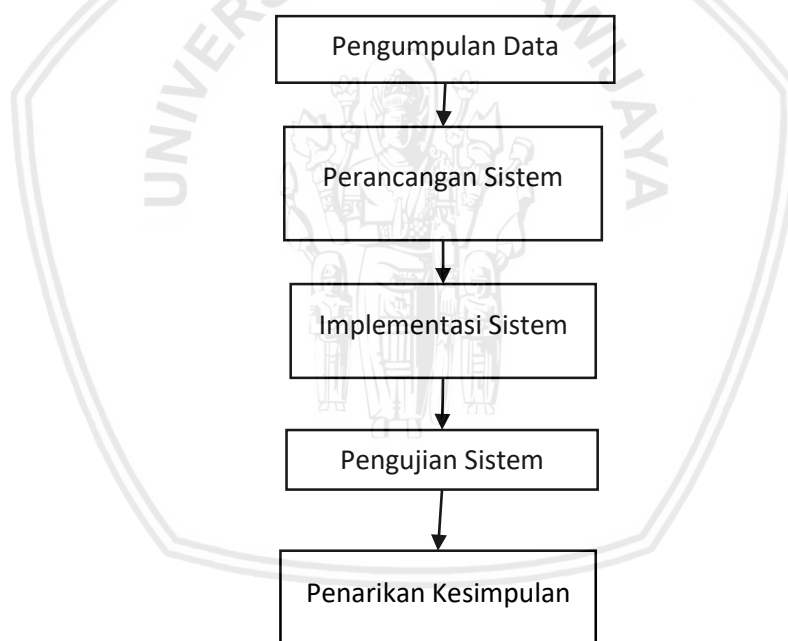 Pengumpulan Data
Perancangan Sistem
Implementasi Sistem
Pengujian Sistem
Penarikan Kesimpulan